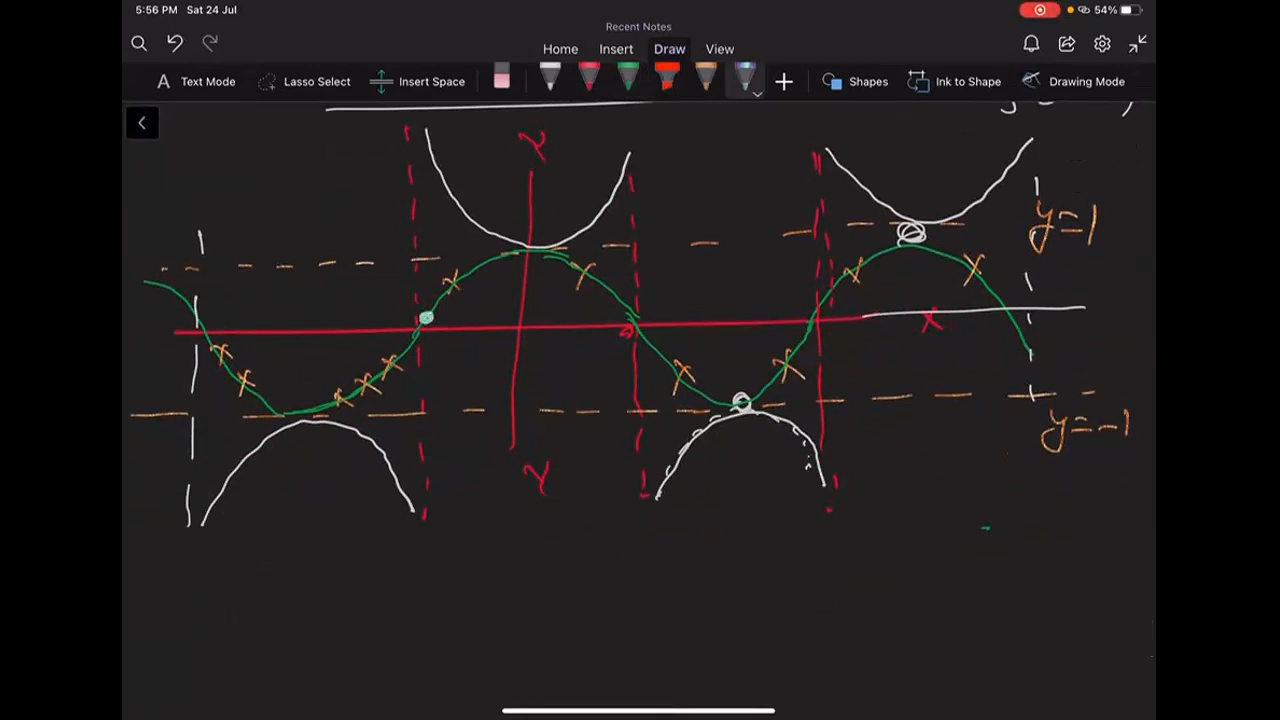 5:56 PM Sat 24 Jul
54%
Recent Notes
Home Insert Draw View
Text Mode Lasso Select Insert Space Shapes Ink to Shape Drawing Mode
y=1
x
y=-1